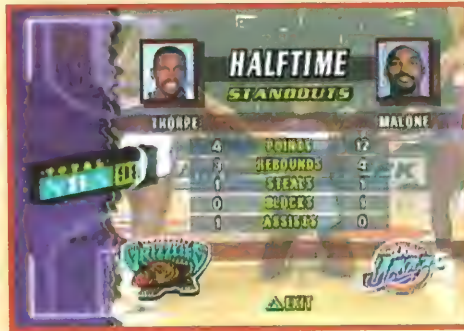 HALFTIME
STANDOUTS
THORPE MALONE
4 POINTS 12
3 REBOUNDS 4
1 STEALS 1
0 BLOCKS 1
1 ASSISTS 0
GRIZZLIES
EXIT